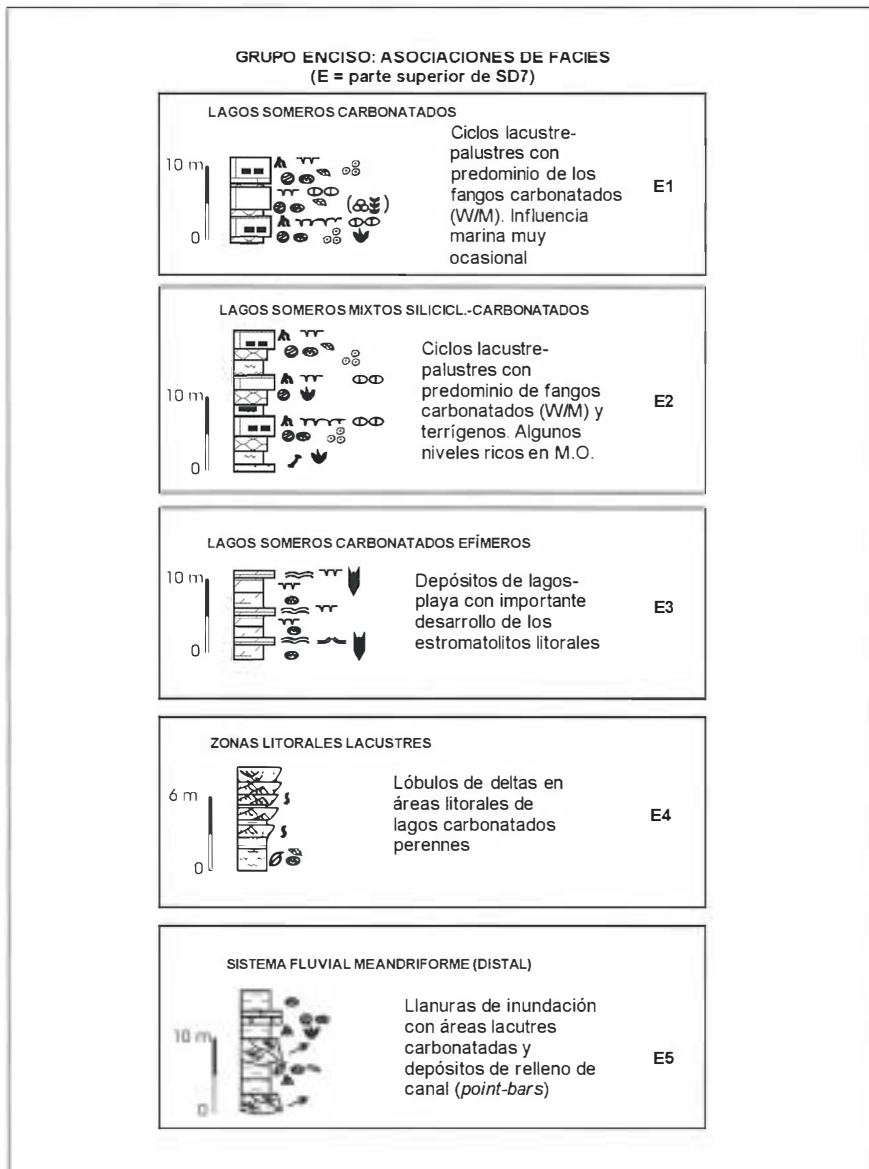 GRUPO ENCISO: ASOCIACIONES DE FACIES
(E = parte superior de SD7)
LAGOS SOMEROS CARBONATADOS
10 m
0
Ciclos lacustre-
palustres con
predominio de los
fangos carbonatados
(W/M). Influencia
marina muy
ocasional
E1
LAGOS SOMEROS MIXTOS SILICICL.-CARBONATADOS
10 m
0
Ciclos lacustre-
palustres con
predominio de fangos
carbonatados (W/M) y
terrígenos. Algunos
niveles ricos en M.O.
E2
LAGOS SOMEROS CARBONATADOS EFÍMEROS
10 m
0
Depósitos de lagos-
playa con importante
desarrollo de los
estromatolitos litorales
E3
ZONAS LITORALES LACUSTRES
6 m
0
Lóbulos de deltas en
áreas litorales de
lagos carbonatados
perennes
E4
SISTEMA FLUVIAL MEANDRIFORME (DISTAL)
10 m
0
Llanuras de inundación
con áreas lacutres
carbonatadas y
depósitos de relleno de
canal (point-bars)
E5